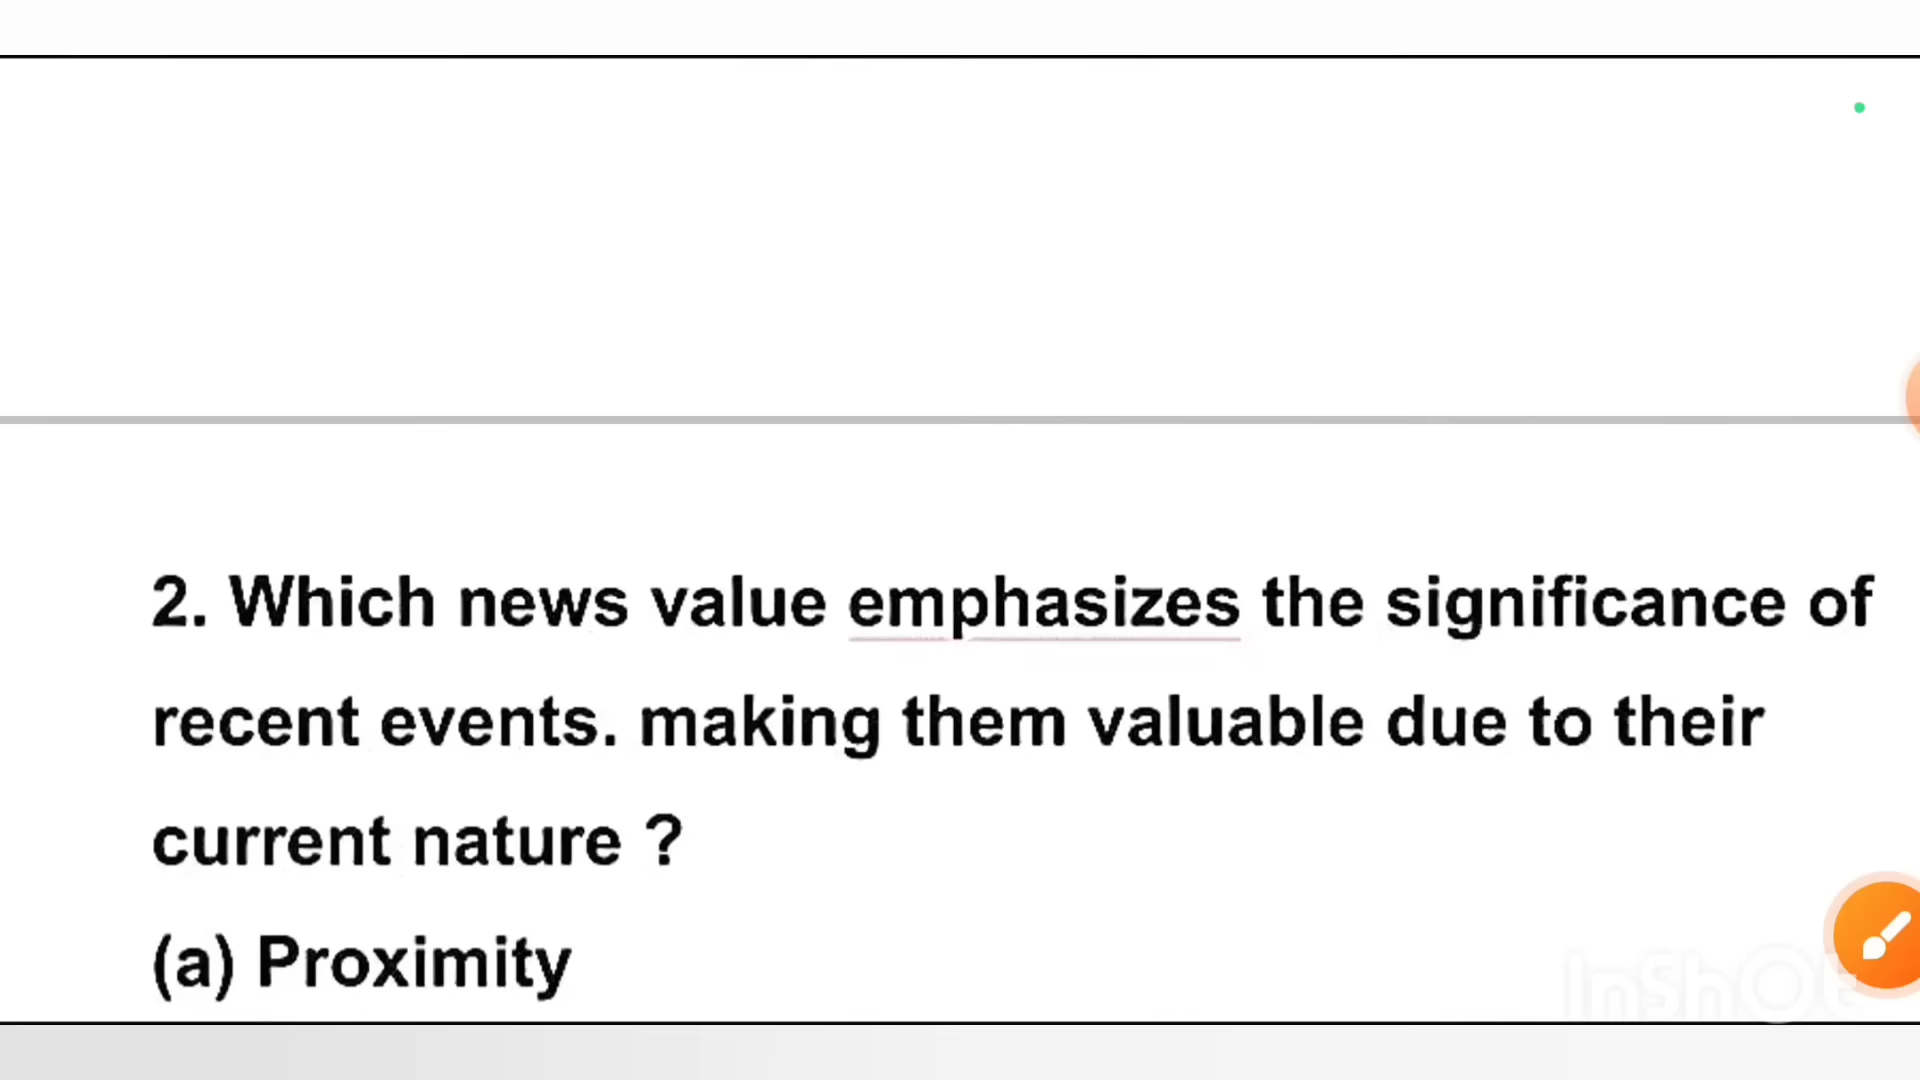 2. Which news value emphasizes the significance of
recent events. making them valuable due to their
current nature ?
(a) Proximity
InShOt